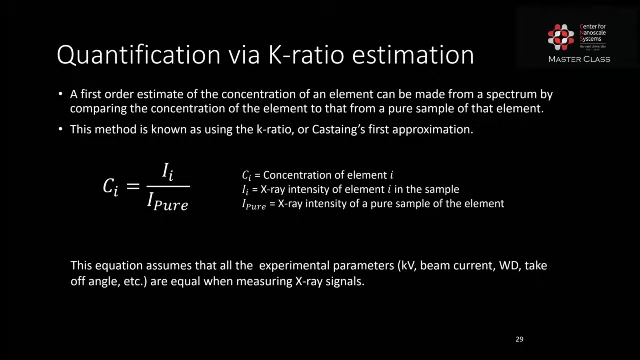 Center for
Nanoscale
Systems
MASTER CLASS
Quantification via K-ratio estimation
• A first order estimate of the concentration of an element can be made from a spectrum by
comparing the concentration of the element to that from a pure sample of that element.
• This method is known as using the k-ratio, or Castaing's first approximation.
C_i = I_i / I_Pure
C_i = Concentration of element i
I_i = X-ray intensity of element i in the sample
I_Pure = X-ray intensity of a pure sample of the element
This equation assumes that all the experimental parameters (kV, beam current, WD, take
off angle, etc.) are equal when measuring X-ray signals.
29